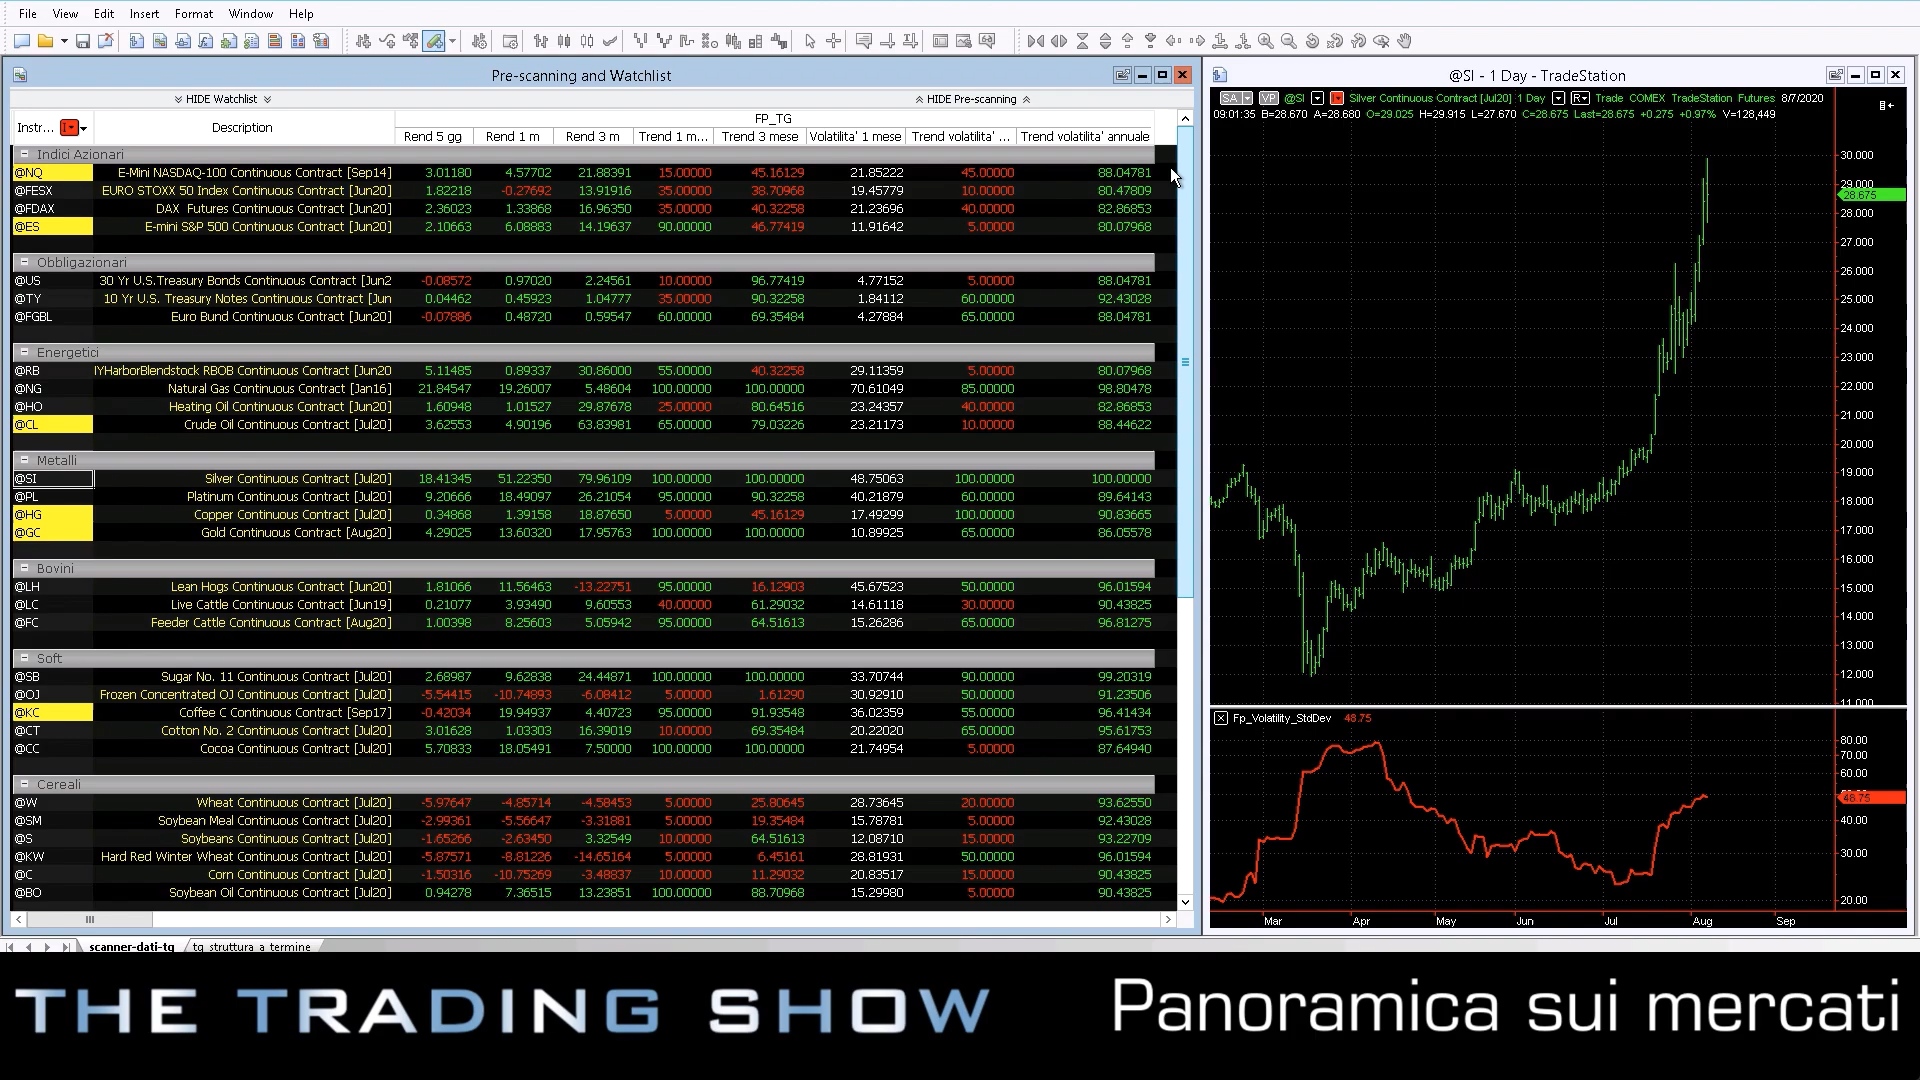 File View Edit Insert Format Window Help
Pre-scanning and Watchlist
HIDE Watchlist
HIDE Pre-scanning
FP_TG
Instr... Description Rend 5 gg Rend 1 m Rend 3 m Trend 1 m... Trend 3 mese Volatilita' 1 mese Trend volatilita' ... Trend volatilita' annuale
Indici Azionari
@NQ E-Mini NASDAQ-100 Continuous Contract [Sep14] 3.01180 4.57702 21.88391 15.00000 45.16129 21.85222 45.00000 88.04781
@FESX EURO STOXX 50 Index Continuous Contract [Jun20] 1.82218 -0.27692 13.91916 35.00000 38.70968 19.45779 10.00000 80.47809
@FDAX DAX Futures Continuous Contract [Jun20] 2.36023 1.33868 16.96350 35.00000 40.32258 21.23696 40.00000 82.86853
@ES E-mini S&P 500 Continuous Contract [Jun20] 2.10663 6.08883 14.19637 90.00000 46.77419 11.91642 5.00000 80.07968
Obbligazionari
@US 30 Yr U.S.Treasury Bonds Continuous Contract [Jun2 -0.08572 0.97020 2.24561 10.00000 96.77419 4.77152 5.00000 88.04781
@TY 10 Yr U.S. Treasury Notes Continuous Contract [Jun 0.04462 0.45923 1.04777 35.00000 90.32258 1.84112 60.00000 92.43028
@FGBL Euro Bund Continuous Contract [Jun20] -0.07886 0.48720 0.59547 60.00000 69.35484 4.27884 65.00000 88.04781
Energetici
@RB IYHarborBlendstock RBOB Continuous Contract [Jun20 5.11485 0.89337 30.86000 55.00000 40.32258 29.11359 5.00000 80.07968
@NG Natural Gas Continuous Contract [Jan16] 21.84547 19.26007 5.48604 100.00000 100.00000 70.61049 85.00000 98.80478
@HO Heating Oil Continuous Contract [Jun20] 1.60948 1.01527 29.87678 25.00000 80.64516 23.24357 40.00000 82.86853
@CL Crude Oil Continuous Contract [Jul20] 3.62553 4.90196 63.83981 65.00000 79.03226 23.21173 10.00000 88.44622
Metalli
@SI Silver Continuous Contract [Jul20] 18.41345 51.22350 79.96109 100.00000 100.00000 48.75063 100.00000 100.00000
@PL Platinum Continuous Contract [Jul20] 9.20666 18.49097 26.21054 95.00000 90.32258 40.21879 60.00000 89.64143
@HG Copper Continuous Contract [Jul20] 0.34868 1.39158 18.87650 5.00000 45.16129 17.49299 100.00000 90.83665
@GC Gold Continuous Contract [Aug20] 4.29025 13.60320 17.95763 100.00000 100.00000 10.89925 65.00000 86.05578
Bovini
@LH Lean Hogs Continuous Contract [Jun20] 1.81066 11.56463 -13.22751 95.00000 16.12903 45.67523 50.00000 96.01594
@LC Live Cattle Continuous Contract [Jun19] 0.21077 3.93490 9.60553 40.00000 61.29032 14.61118 30.00000 90.43825
@FC Feeder Cattle Continuous Contract [Aug20] 1.00398 8.25603 5.05942 95.00000 64.51613 15.26286 65.00000 96.81275
Soft
@SB Sugar No. 11 Continuous Contract [Jul20] 2.68987 9.62838 24.44871 100.00000 100.00000 33.70744 90.00000 99.20319
@OJ Frozen Concentrated OJ Continuous Contract [Jul20] -5.54415 -10.74893 -6.08412 5.00000 1.61290 30.92910 50.00000 91.23506
@KC Coffee C Continuous Contract [Sep17] -0.42034 19.94937 4.40723 95.00000 91.93548 36.02359 55.00000 96.41434
@CT Cotton No. 2 Continuous Contract [Jul20] 3.01628 1.03303 16.39019 10.00000 69.35484 20.22020 65.00000 95.61753
@CC Cocoa Continuous Contract [Jul20] 5.70833 18.05491 7.50000 100.00000 100.00000 21.74954 5.00000 87.64940
Cereali
@W Wheat Continuous Contract [Jul20] -5.97647 -4.85714 -4.58453 5.00000 25.80645 28.73645 20.00000 93.62550
@SM Soybean Meal Continuous Contract [Jul20] -2.99361 -5.56647 -3.31881 5.00000 19.35484 15.78781 5.00000 92.43028
@S Soybeans Continuous Contract [Jul20] -1.65266 -2.63450 3.32549 10.00000 64.51613 12.08710 15.00000 93.22709
@KW Hard Red Winter Wheat Continuous Contract [Jul20] -5.87571 -8.81226 -14.65164 5.00000 6.45161 28.81931 50.00000 96.01594
@C Corn Continuous Contract [Jul20] -1.50316 -10.75269 -3.48837 10.00000 11.29032 20.83517 15.00000 90.43825
@BO Soybean Oil Continuous Contract [Jul20] 0.94278 7.36515 13.23851 100.00000 88.70968 15.29980 5.00000 90.43825
scanner-dati-tg tg struttura a termine
@SI - 1 Day - TradeStation
SA VP @SI Silver Continuous Contract [Jul20] 1 Day R Trade COMEX TradeStation Futures 8/7/2020
09:01:35 B=28.670 A=28.680 O=29.025 H=29.915 L=27.670 C=28.675 Last=28.675 +0.275 +0.97% V=128,449
30.000
29.000
28.675
28.000
27.000
26.000
25.000
24.000
23.000
22.000
21.000
20.000
19.000
18.000
17.000
16.000
15.000
14.000
13.000
12.000
11.000
Fp_Volatility_StdDev 48.75
80.00
70.00
60.00
48.75
40.00
30.00
20.00
Mar Apr May Jun Jul Aug Sep
THE TRADING SHOW
Panoramica sui mercati